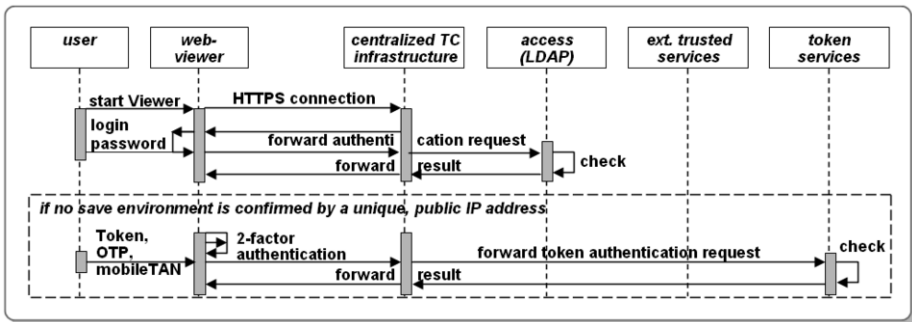 user
web-
viewer
centralized TC
infrastructure
access
(LDAP)
ext. trusted
services
token
services
start Viewer
HTTPS connection
login
password
forward authenti cation request
check
forward result
if no save environment is confirmed by a unique, public IP address
Token,
OTP,
mobileTAN
2-factor
authentication
forward token authentication request
check
forward result